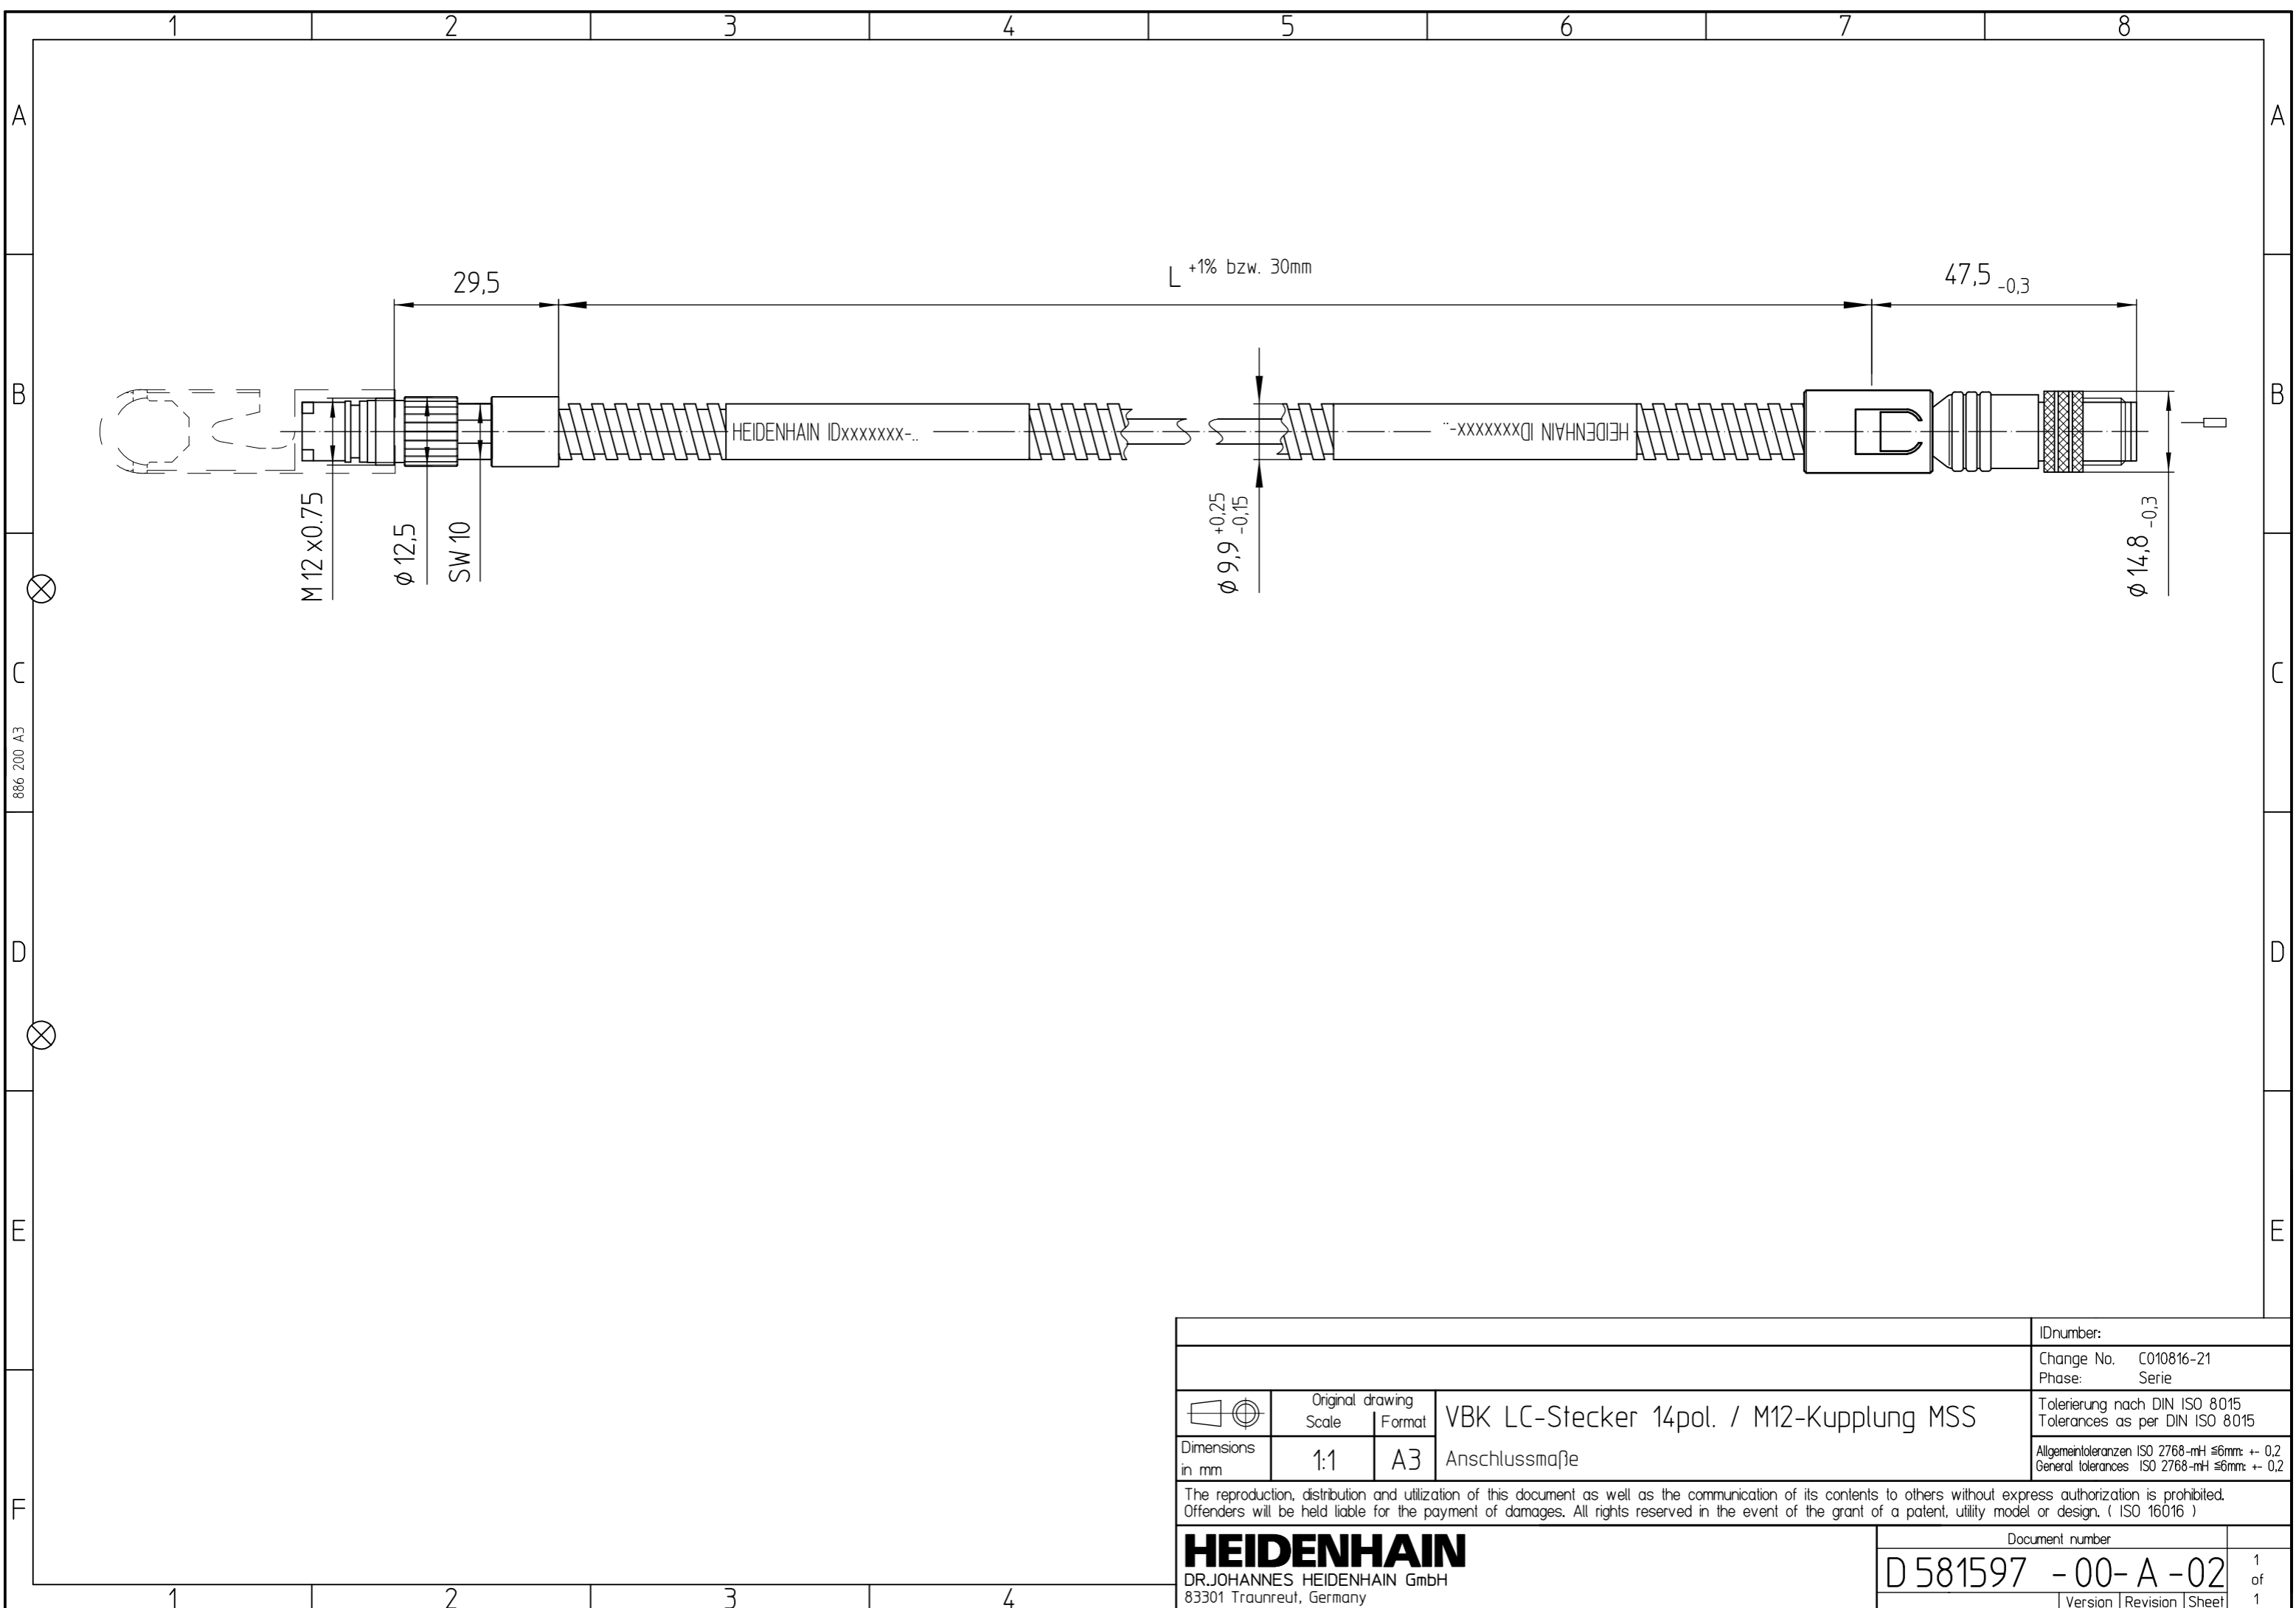 1 2 3 4 5 6 7 8
A A
29,5 L +1% bzw. 30mm 47,5 -0,3
B B
HEIDENHAIN IDxxxxxxx-.. HEIDENHAIN IDxxxxxxx-..
M 12 x0.75
ϕ 12,5
SW 10
ϕ 9,9 +0,25 -0,15
ϕ 14,8 -0,3
C C
886 200 A3
D D
E E
F
IDnumber:
Change No. C010816-21
Phase: Serie
Original drawing
Scale Format
VBK LC-Stecker 14pol. / M12-Kupplung MSS
Tolerierung nach DIN ISO 8015
Tolerances as per DIN ISO 8015
Dimensions
in mm
1:1 A3
Anschlussmaße
Allgemeintoleranzen ISO 2768-mH ≤6mm: +- 0,2
General tolerances ISO 2768-mH ≤6mm: +- 0,2
The reproduction, distribution and utilization of this document as well as the communication of its contents to others without express authorization is prohibited.
Offenders will be held liable for the payment of damages. All rights reserved in the event of the grant of a patent, utility model or design. ( ISO 16016 )
HEIDENHAIN
DR.JOHANNES HEIDENHAIN GmbH
83301 Traunreut, Germany
Document number
D 581597 - 00 - A - 02
Version Revision Sheet
1
of
1
1 2 3 4